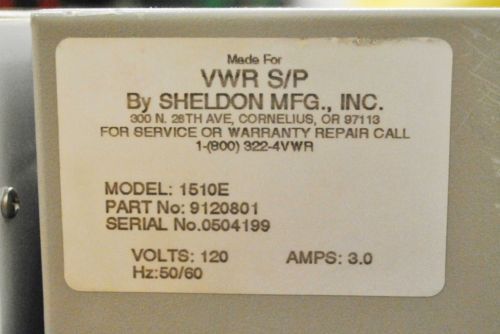 Made For
VWR S/P
By SHELDON MFG., INC.
300 N. 26TH AVE, CORNELIUS, OR 97113
FOR SERVICE OR WARRANTY REPAIR CALL
1-(800) 322-4VWR
MODEL: 1510E
PART No: 9120801
SERIAL No.0504199
VOLTS: 120 AMPS: 3.0
Hz:50/60